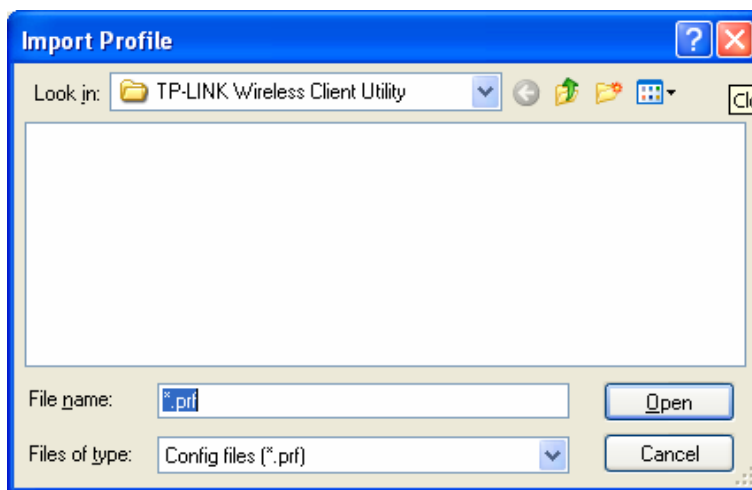 Import Profile
Look in: TP-LINK Wireless Client Utility
File name: *.prf Open
Files of type: Config files (*.prf) Cancel